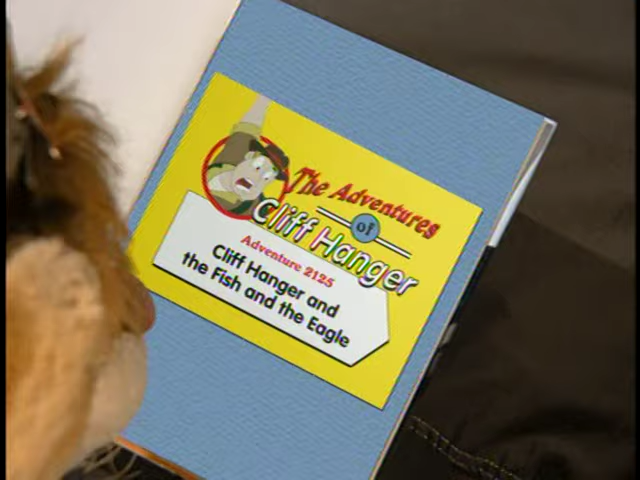 The Adventures
of
Cliff Hanger
Adventure 2125
Cliff Hanger and
the Fish and the Eagle